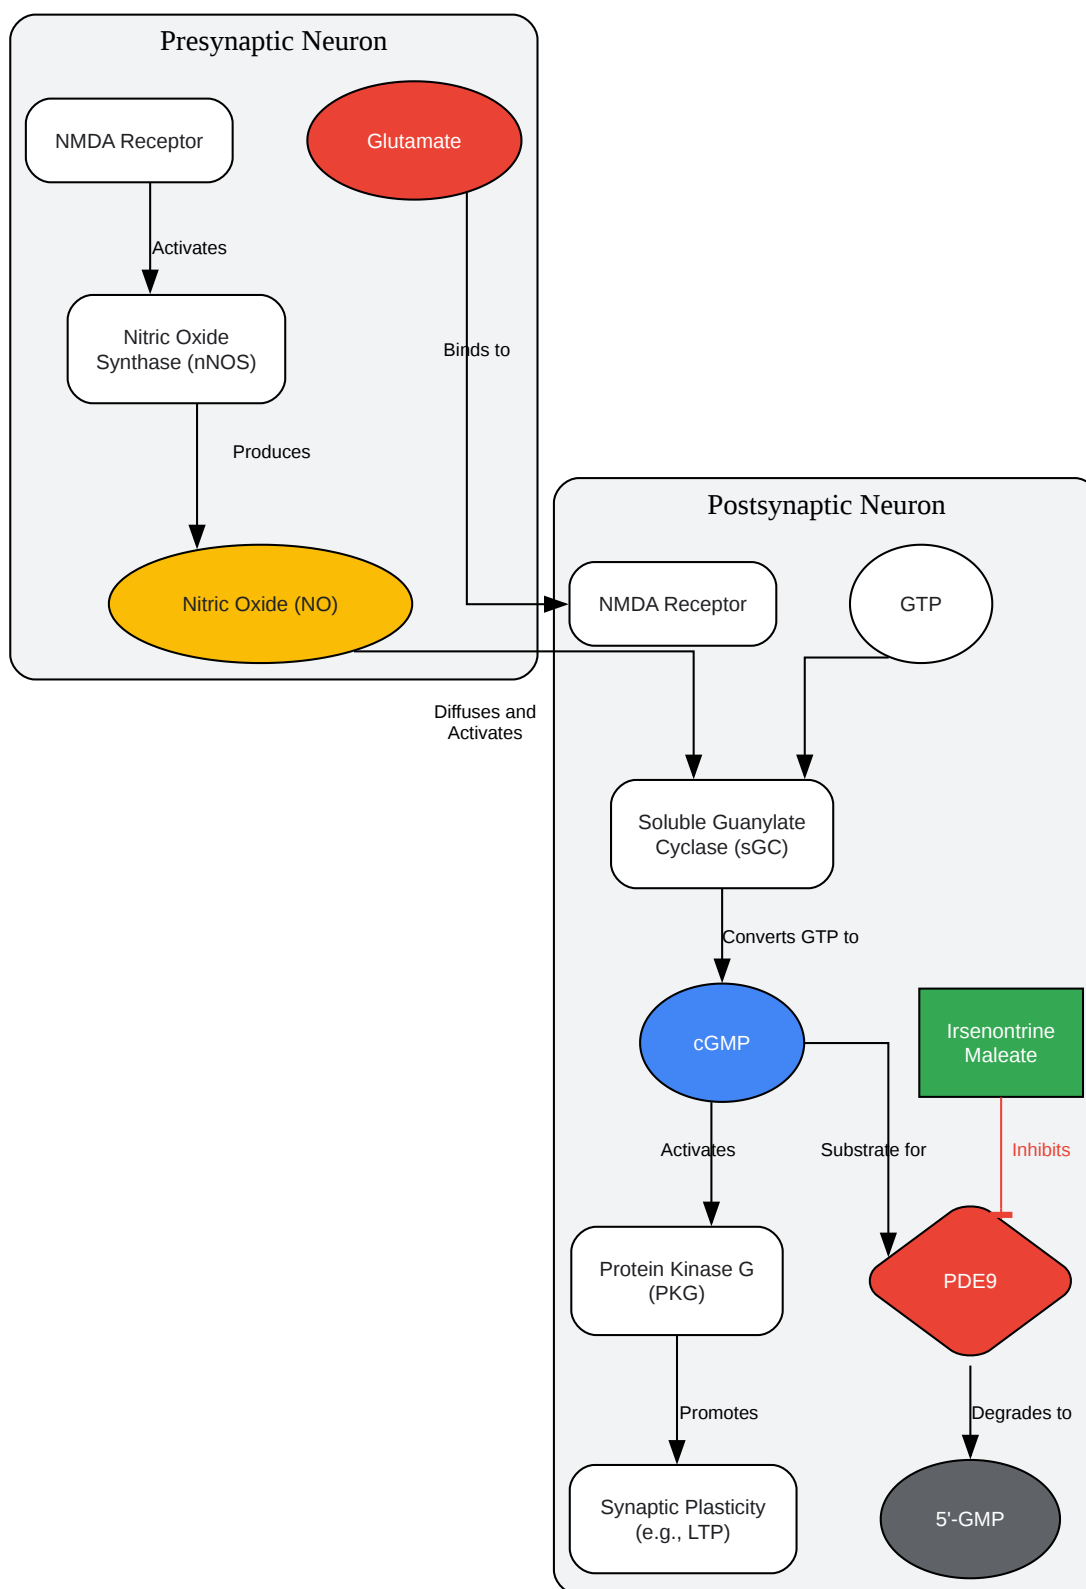 Presynaptic Neuron
NMDA Receptor
Glutamate
Activates
Nitric Oxide
Synthase (nNOS)
Binds to
Produces
Nitric Oxide (NO)
Postsynaptic Neuron
NMDA Receptor
GTP
Diffuses and
Activates
Soluble Guanylate
Cyclase (sGC)
Converts GTP to
cGMP
Irsenontrine
Maleate
Activates
Substrate for
Inhibits
Protein Kinase G
(PKG)
PDE9
Promotes
Degrades to
Synaptic Plasticity
(e.g., LTP)
5'-GMP